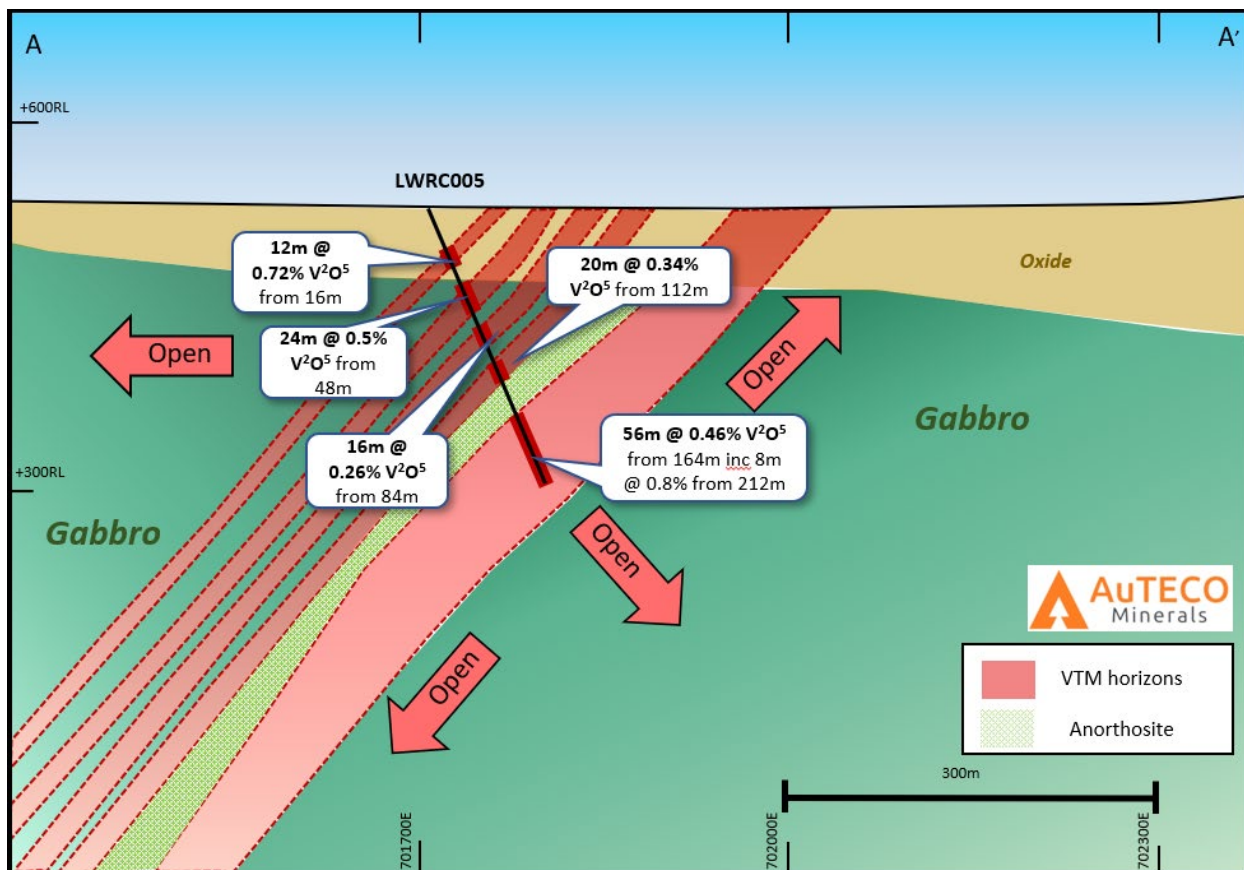 A
A'
+600RL
LWRC005
12m @
0.72% V²O⁵
from 16m
20m @ 0.34%
V²O⁵ from 112m
Oxide
24m @ 0.5%
V²O⁵ from
48m
Open
Open
Gabbro
16m @
0.26% V²O⁵
from 84m
56m @ 0.46% V²O⁵
from 164m inc 8m
@ 0.8% from 212m
+300RL
Gabbro
Open
Open
AuTECO
Minerals
VTM horizons
Anorthosite
300m
701700E
702000E
702300E